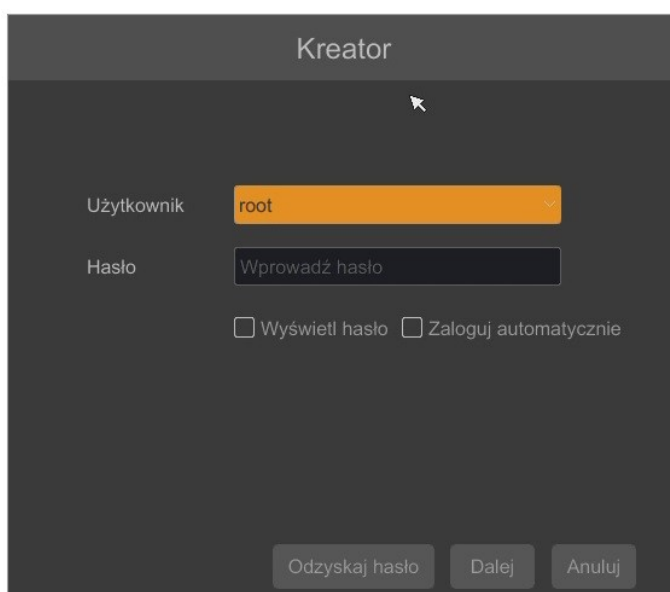 Kreator
Użytkownik root
Hasło Wprowadź hasło
Wyświetl hasło Zaloguj automatycznie
Odzyskaj hasło Dalej Anuluj